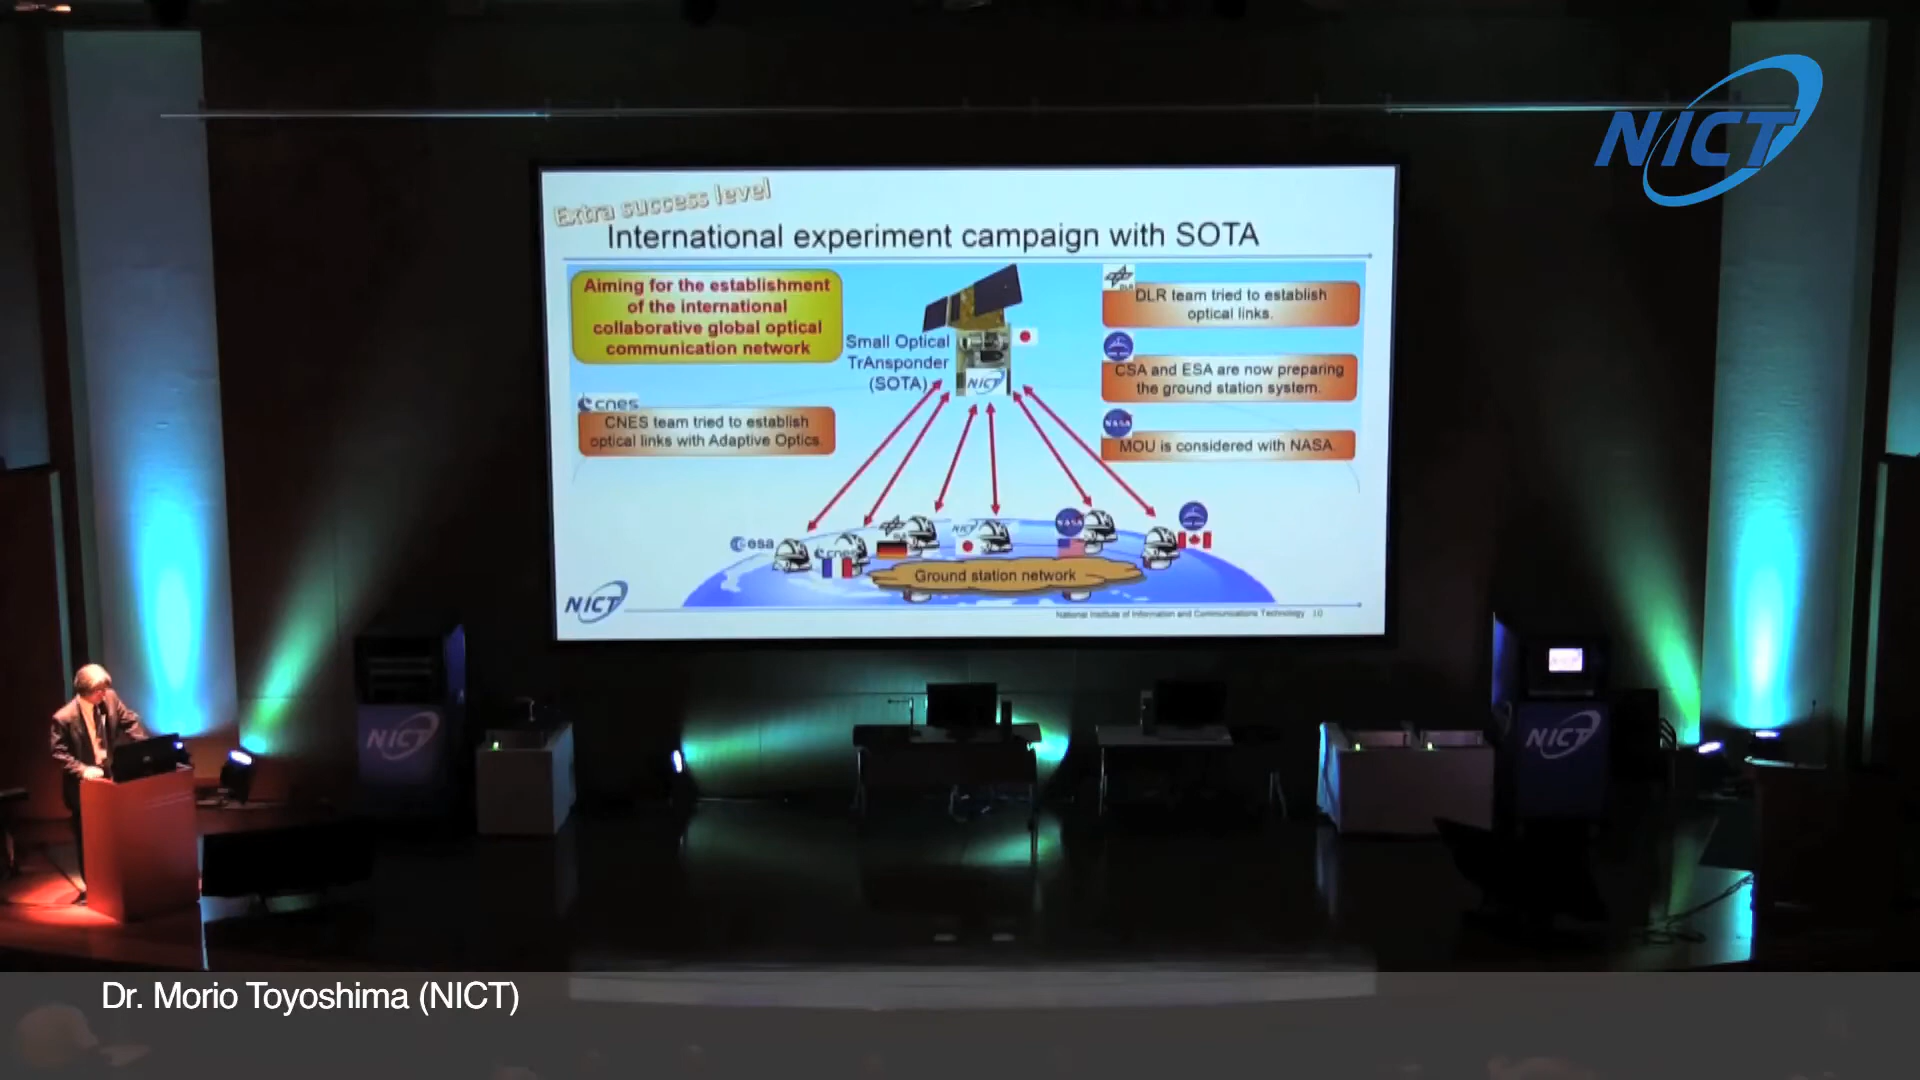 NICT
Extra success level
International experiment campaign with SOTA
Aiming for the establishment
of the international
collaborative global optical
communication network
Small Optical
TrAnsponder
(SOTA)
NICT
DLR team tried to establish
optical links.
CSA and ESA are now preparing
the ground station system.
NASA
MOU is considered with NASA.
cnes
CNES team tried to establish
optical links with Adaptive Optics.
esa
cnes
NICT
NASA
Ground station network
NICT
National Institute of Information and Communications Technology 10
NICT
NICT
Dr. Morio Toyoshima (NICT)